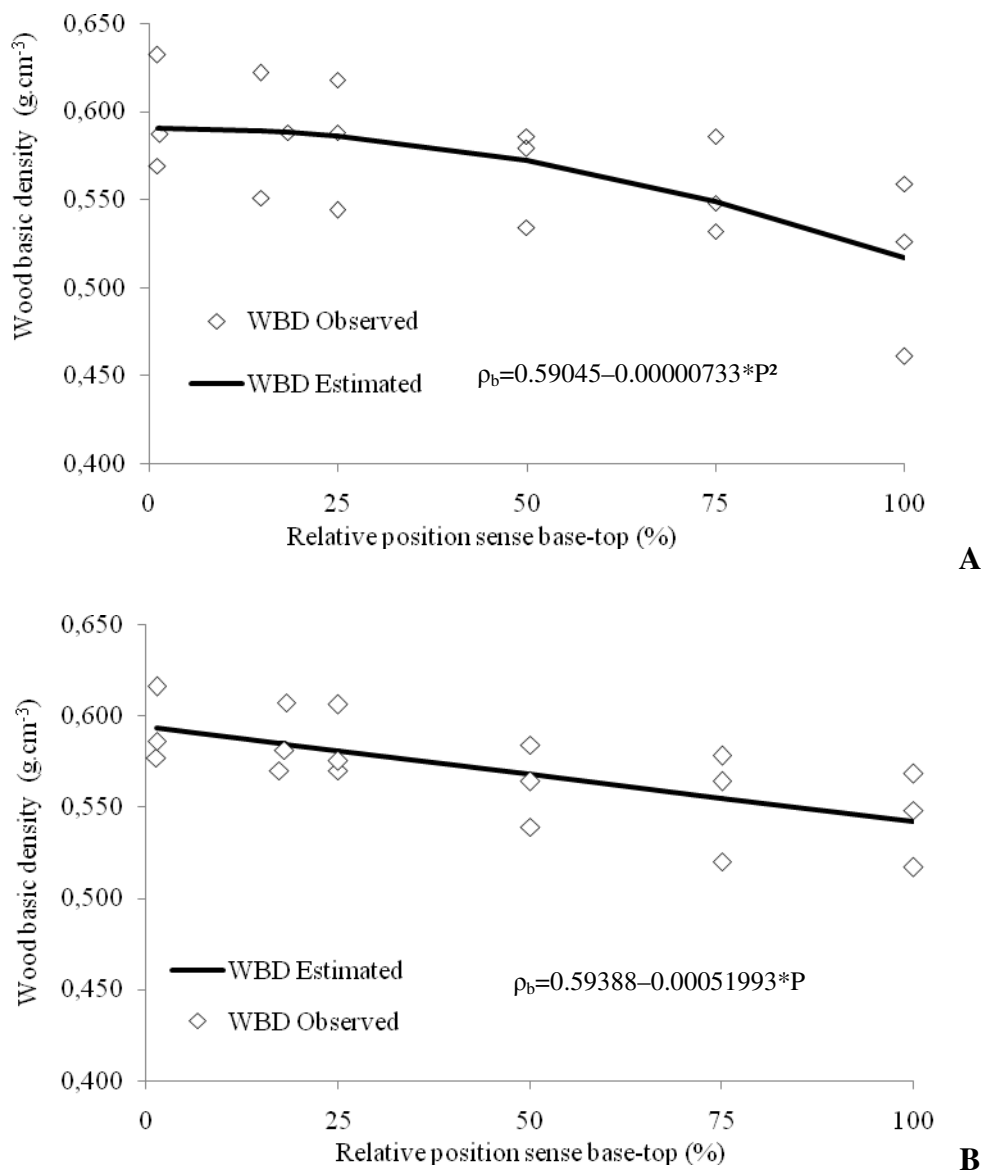 Wood basic density (g.cm⁻³)
0,650
0,600
0,550
0,500
0,450
0,400
WBD Observed
WBD Estimated
ρb=0.59045–0.00000733*P²
0
25
50
75
100
Relative position sense base-top (%)
A
Wood basic density (g.cm⁻³)
0,650
0,600
0,550
0,500
0,450
0,400
WBD Estimated
WBD Observed
ρb=0.59388–0.00051993*P
0
25
50
75
100
Relative position sense base-top (%)
B